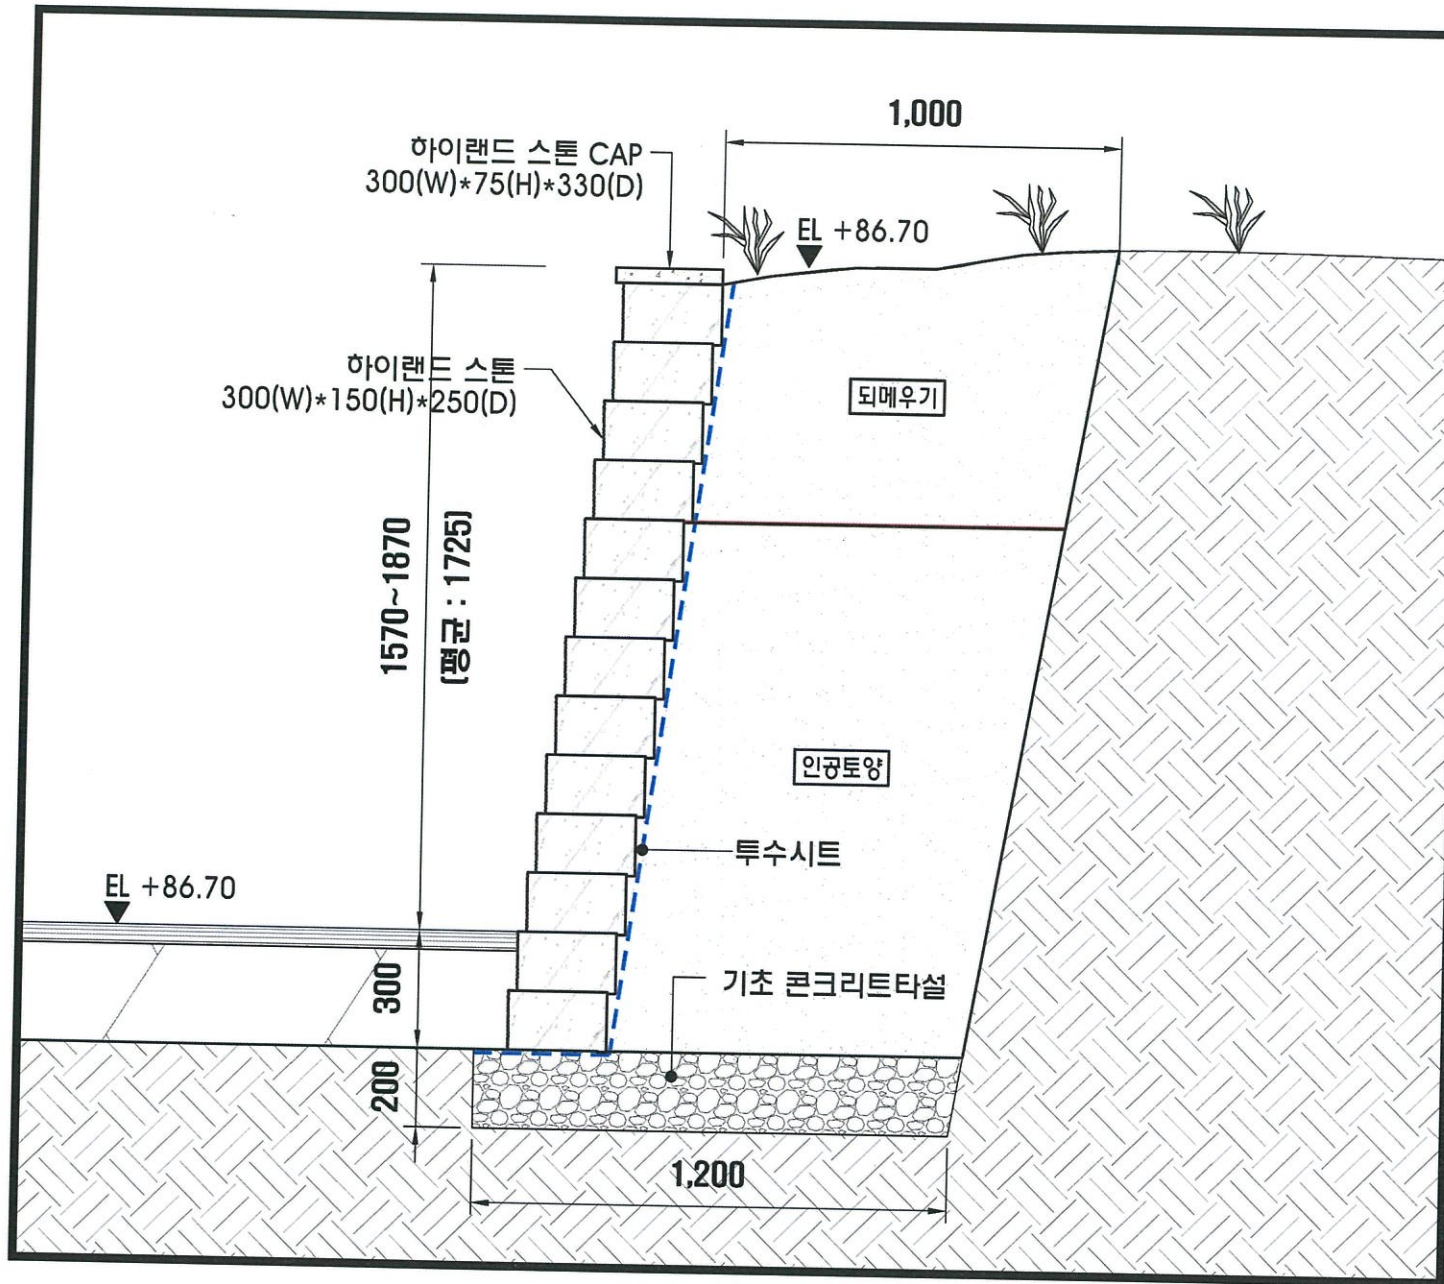 1,000
하이랜드 스톤 CAP
300(W)*75(H)*330(D)
EL +86.70
하이랜드 스톤
300(W)*150(H)*250(D)
되메우기
1570~1870
(평균 : 1725)
인공토양
투수시트
EL +86.70
300
기초 콘크리트타설
200
1,200